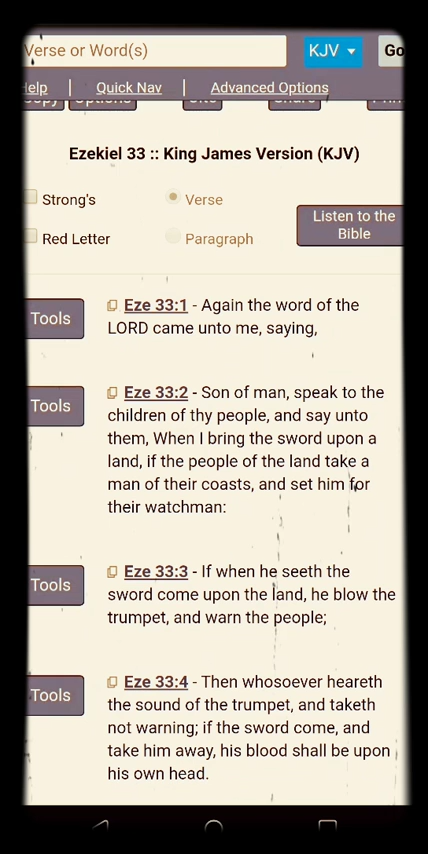 Verse or Word(s)
KJV
Go
Help | Quick Nav | Advanced Options
Copy Options Site Share Print
Ezekiel 33 :: King James Version (KJV)
Strong's
Verse
Red Letter
Paragraph
Listen to the
Bible
Tools
Eze 33:1 - Again the word of the
LORD came unto me, saying,
Tools
Eze 33:2 - Son of man, speak to the
children of thy people, and say unto
them, When I bring the sword upon a
land, if the people of the land take a
man of their coasts, and set him for
their watchman:
Tools
Eze 33:3 - If when he seeth the
sword come upon the land, he blow the
trumpet, and warn the people;
Tools
Eze 33:4 - Then whosoever heareth
the sound of the trumpet, and taketh
not warning; if the sword come, and
take him away, his blood shall be upon
his own head.